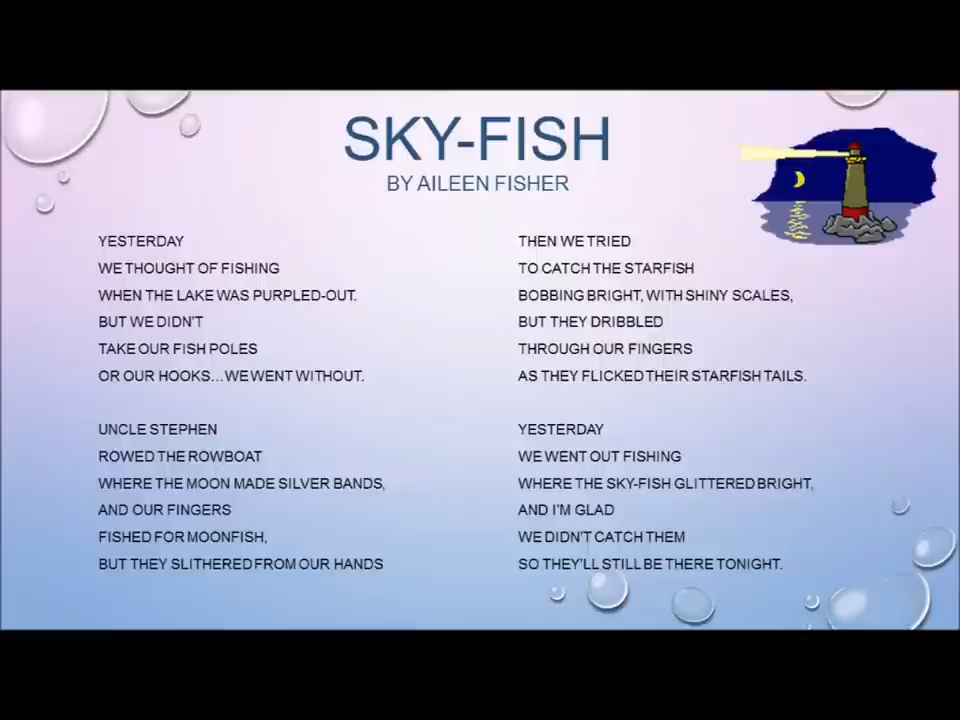 SKY-FISH
BY AILEEN FISHER
YESTERDAY
WE THOUGHT OF FISHING
WHEN THE LAKE WAS PURPLED-OUT.
BUT WE DIDN'T
TAKE OUR FISH POLES
OR OUR HOOKS...WE WENT WITHOUT.
UNCLE STEPHEN
ROWED THE ROWBOAT
WHERE THE MOON MADE SILVER BANDS,
AND OUR FINGERS
FISHED FOR MOONFISH,
BUT THEY SLITHERED FROM OUR HANDS
THEN WE TRIED
TO CATCH THE STARFISH
BOBBING BRIGHT, WITH SHINY SCALES,
BUT THEY DRIBBLED
THROUGH OUR FINGERS
AS THEY FLICKED THEIR STARFISH TAILS.
YESTERDAY
WE WENT OUT FISHING
WHERE THE SKY-FISH GLITTERED BRIGHT,
AND I'M GLAD
WE DIDN'T CATCH THEM
SO THEY'LL STILL BE THERE TONIGHT.